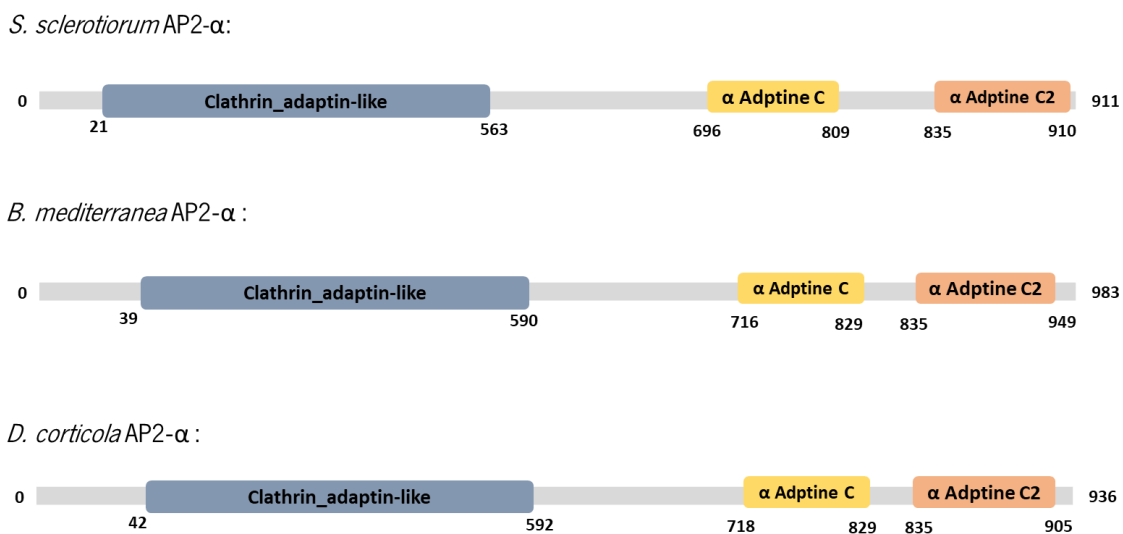 S. sclerotiorum AP2-α:
0 Clathrin_adaptin-like α Adptine C α Adptine C2 911
21 563 696 809 835 910
B. mediterranea AP2-α :
0 Clathrin_adaptin-like α Adptine C α Adptine C2 983
39 590 716 829 835 949
D. corticola AP2-α :
0 Clathrin_adaptin-like α Adptine C α Adptine C2 936
42 592 718 829 835 905